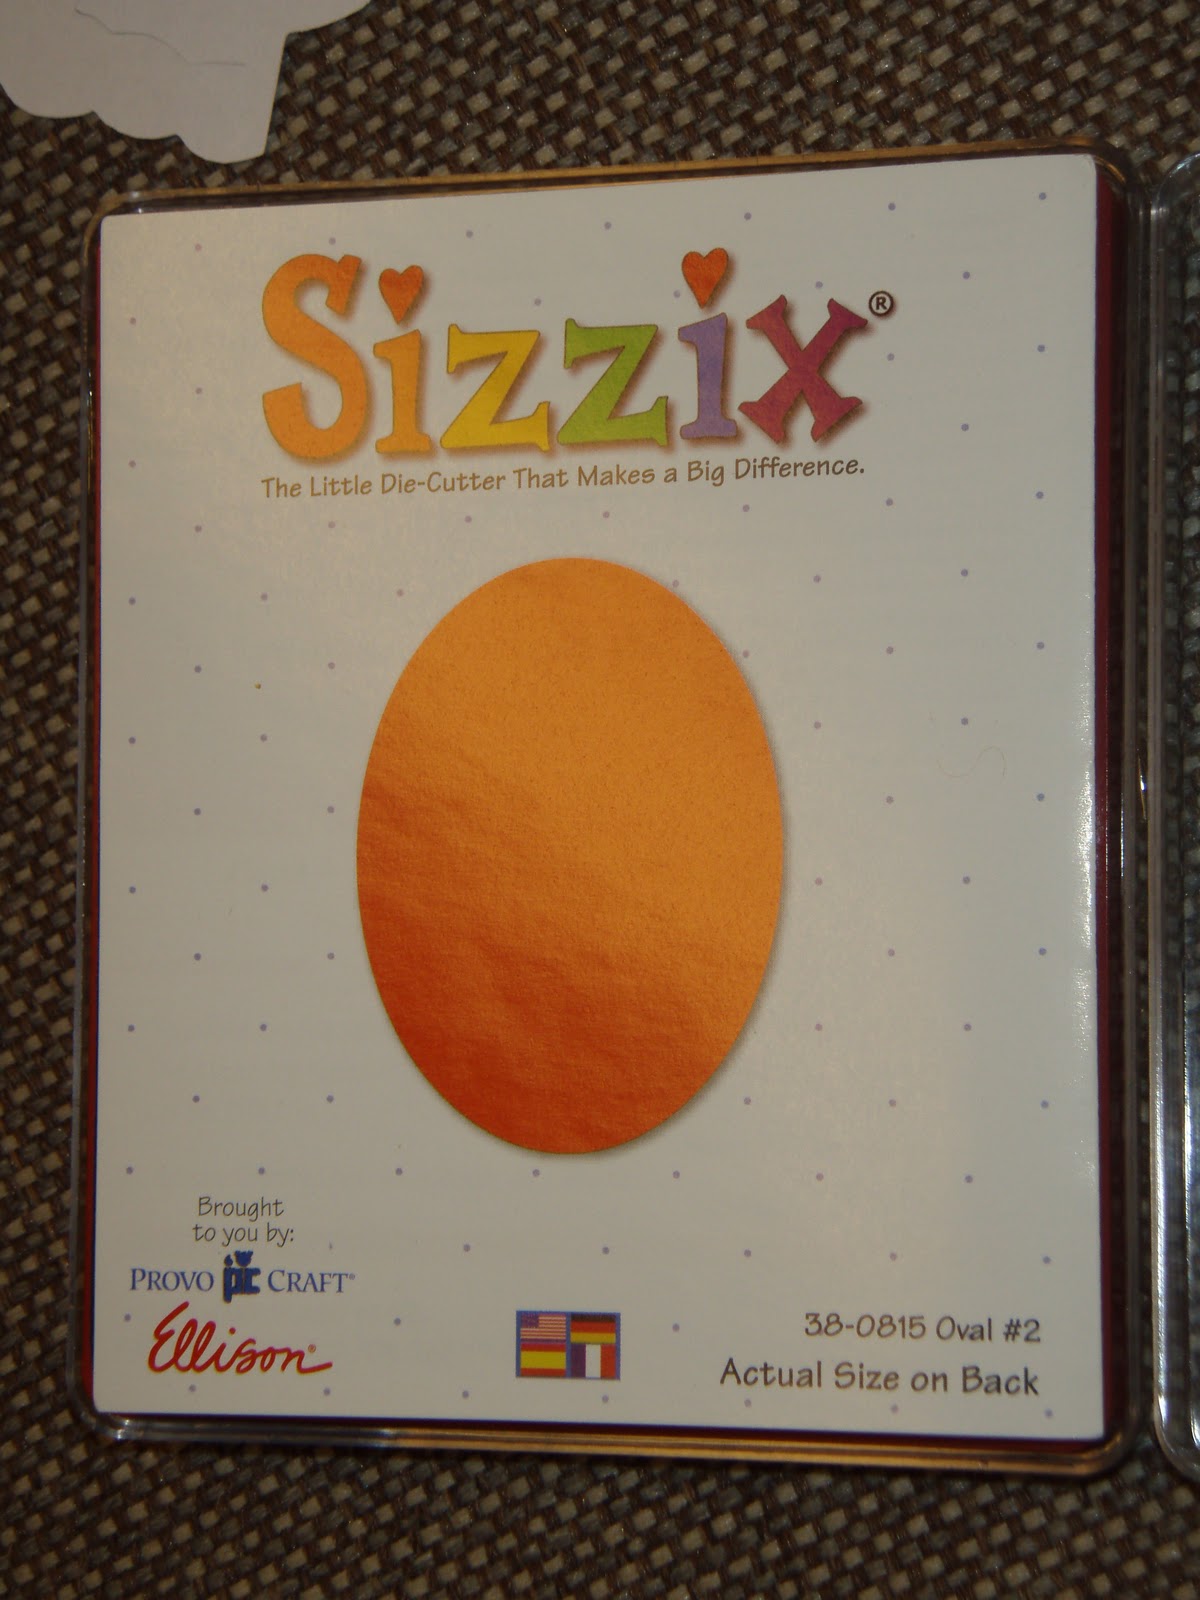 Sizzix®
The Little Die-Cutter That Makes a Big Difference.
Brought
to you by:
PROVO pc CRAFT®
Ellison®
38-0815 Oval #2
Actual Size on Back